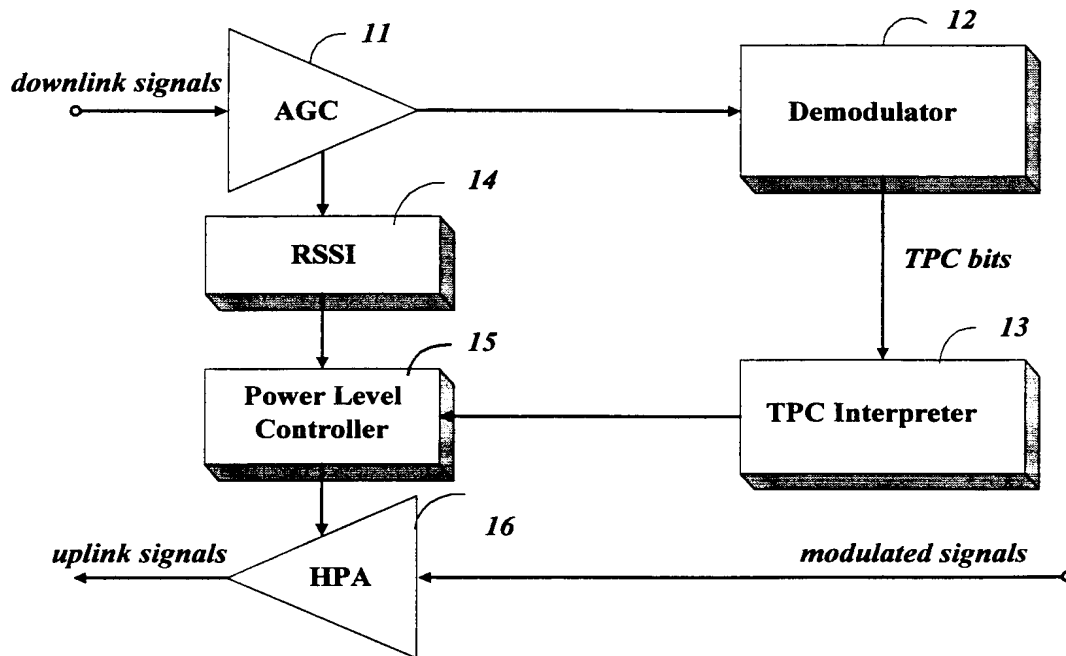 11
12
downlink signals
AGC
Demodulator
14
RSSI
TPC bits
13
15
Power Level
Controller
TPC Interpreter
16
uplink signals
HPA
modulated signals